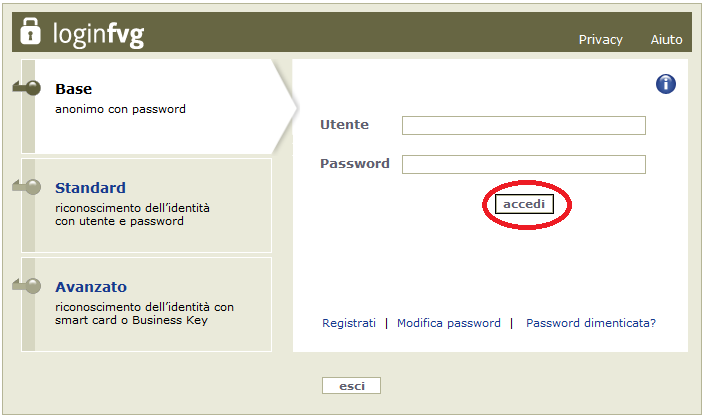 loginfvg
Privacy Aiuto
Base
anonimo con password
Standard
riconoscimento dell'identità
con utente e password
Avanzato
riconoscimento dell'identità con
smart card o Business Key
i
Utente
Password
accedi
Registrati | Modifica password | Password dimenticata?
esci